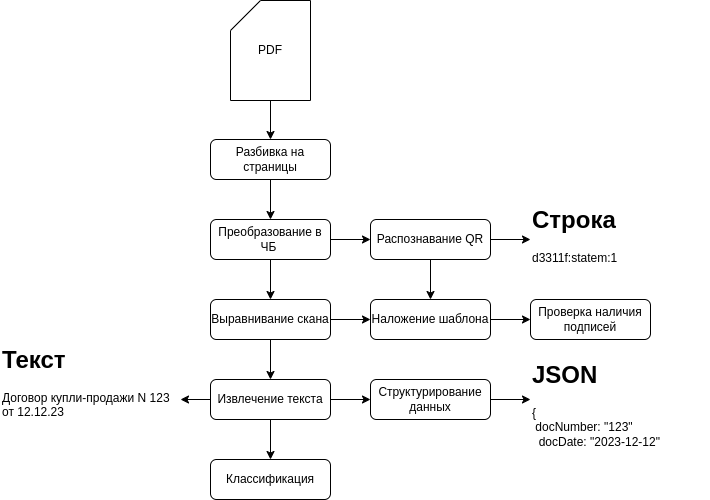 PDF
Разбивка на
страницы
Преобразование в
ЧБ
Распознавание QR
Строка
d3311f:statem:1
Выравнивание скана
Наложение шаблона
Проверка наличия
подписей
Текст
Договор купли-продажи N 123
от 12.12.23
Извлечение текста
Структурирование
данных
JSON
{
docNumber: "123"
docDate: "2023-12-12"
Классификация